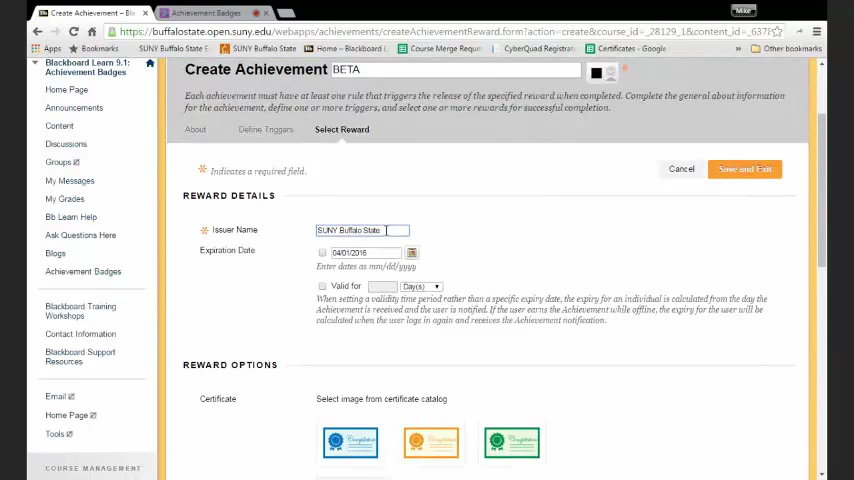 Create Achievement – Bl
Achievement Badges
Mike
https://buffalostate.open.suny.edu/webapps/achievements/createAchievementReward.form?action=create&course_id=_28129_1&content_id=_6378
Apps
Bookmarks
SUNY Buffalo State E
SUNY Buffalo State
Home – Blackboard L
Course Merge Reque
CyberQuad Registrati
Certificates - Google
»
Other bookmarks
Blackboard Learn 9.1:
Achievement Badges
Home Page
Announcements
Content
Discussions
Groups
My Messages
My Grades
Bb Learn Help
Ask Questions Here
Blogs
Achievement Badges
Blackboard Training
Workshops
Contact Information
Blackboard Support
Resources
Email
Home Page
Tools
COURSE MANAGEMENT
Create Achievement BETA
Each achievement must have at least one rule that triggers the release of the specified reward when completed. Complete the general about information
for the achievement, define one or more triggers, and select one or more rewards for successful completion.
About
Define Triggers
Select Reward
* Indicates a required field.
Cancel
Save and Exit
REWARD DETAILS
* Issuer Name
SUNY Buffalo State
Expiration Date
04/01/2016
Enter dates as mm/dd/yyyy
Valid for
Day(s)
When setting a validity time period rather than a specific expiry date, the expiry for an individual is calculated from the day the
Achievement is received and the user is notified. If the user earns the Achievement while offline, the expiry for the user will be
calculated when the user logs in again and receives the Achievement notification.
REWARD OPTIONS
Certificate
Select image from certificate catalog
Completion
Completion
Completion